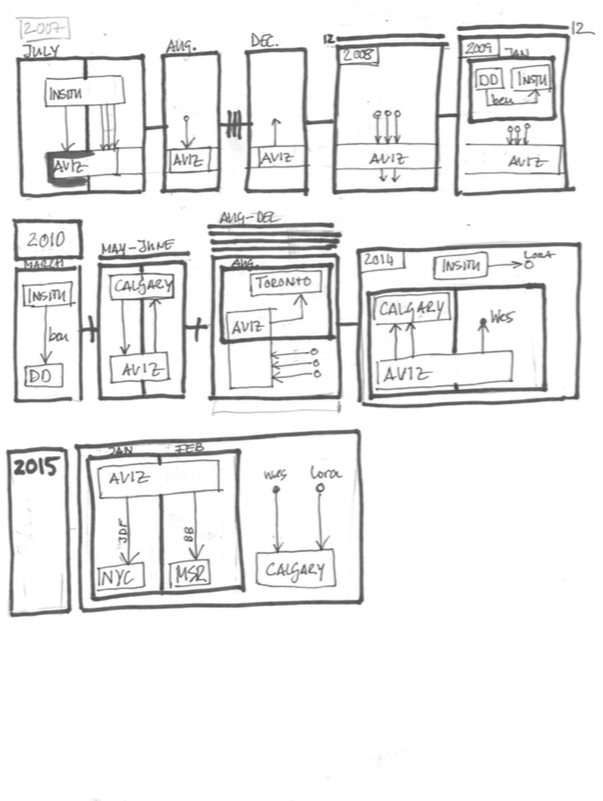 2007
JULY
AUG.
DEC.
12
12
2008
2009
JAN
INSITU
DD
INSITU
ben
AVIZ
AVIZ
AVIZ
AVIZ
AVIZ
2010
MARCH
MAY-JUNE
AUG-DEC
AUG.
2014
INSITU
LORA
INSITU
CALGARY
TORONTO
CALGARY
Wes
ben
AVIZ
DD
AVIZ
AVIZ
2015
JAN
FEB
AVIZ
Wes
Lora
JDF
BB
NYC
MSR
CALGARY